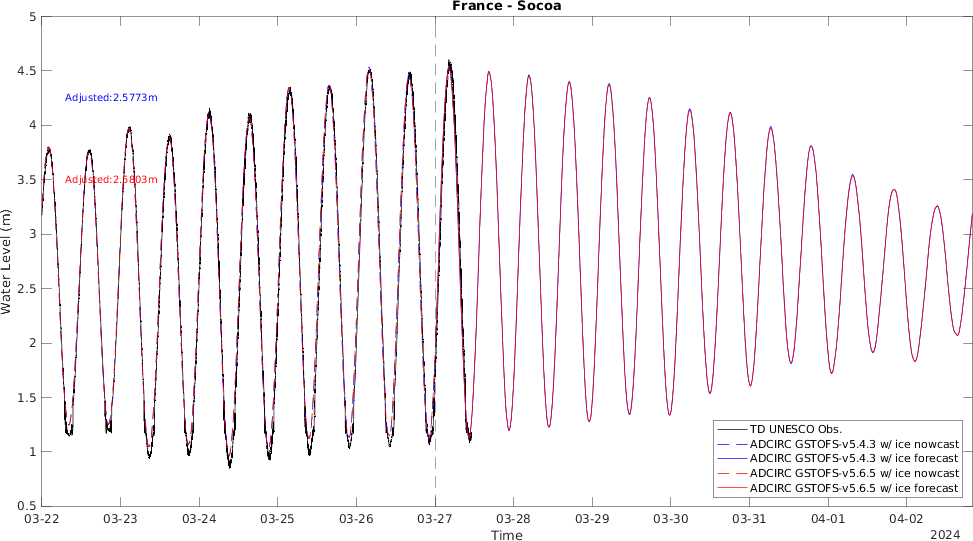 France - Socoa
Water Level (m)
5
4.5
4
3.5
3
2.5
2
1.5
1
0.5
Adjusted:2.5773m
Adjusted:2.5803m
TD UNESCO Obs.
ADCIRC GSTOFS-v5.4.3 w/ ice nowcast
ADCIRC GSTOFS-v5.4.3 w/ ice forecast
ADCIRC GSTOFS-v5.6.5 w/ ice nowcast
ADCIRC GSTOFS-v5.6.5 w/ ice forecast
03-22 03-23 03-24 03-25 03-26 03-27 03-28 03-29 03-30 03-31 04-01 04-02
Time
2024